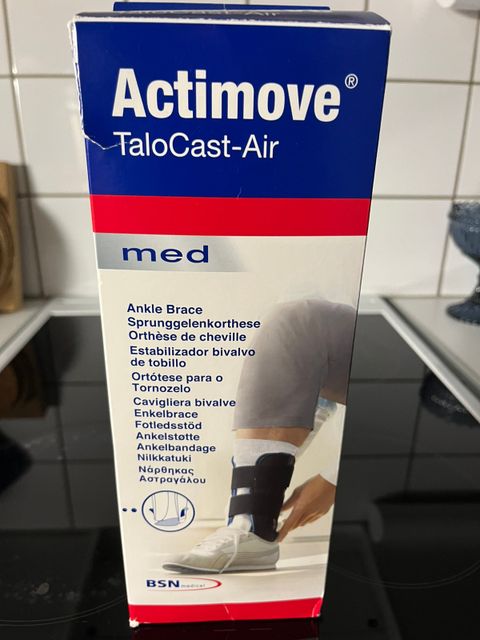 Actimove®
TaloCast-Air
med
Ankle Brace
Sprunggelenkorthese
Orthèse de cheville
Estabilizador bivalvo
de tobillo
Ortótese para o
Tornozelo
Cavigliera bivalve
Enkelbrace
Fotledsstöd
Ankelstøtte
Ankelbandage
Nilkkatuki
Νάρθηκας
Αστραγάλου
BSN medical